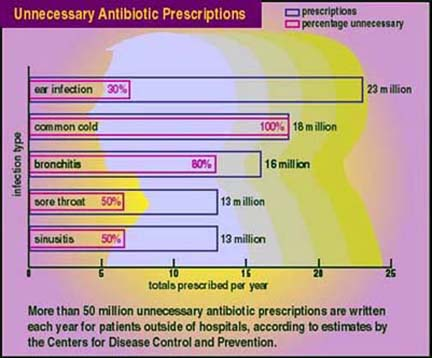 Unnecessary Antibiotic Prescriptions
prescriptions
percentage unnecessary
infection type
ear infection 30% 23 million
common cold 100% 18 million
bronchitis 80% 16 million
sore throat 50% 13 million
sinusitis 50% 13 million
0 5 10 15 20 25
totals prescribed per year
More than 50 million unnecessary antibiotic prescriptions are written
each year for patients outside of hospitals, according to estimates by
the Centers for Disease Control and Prevention.